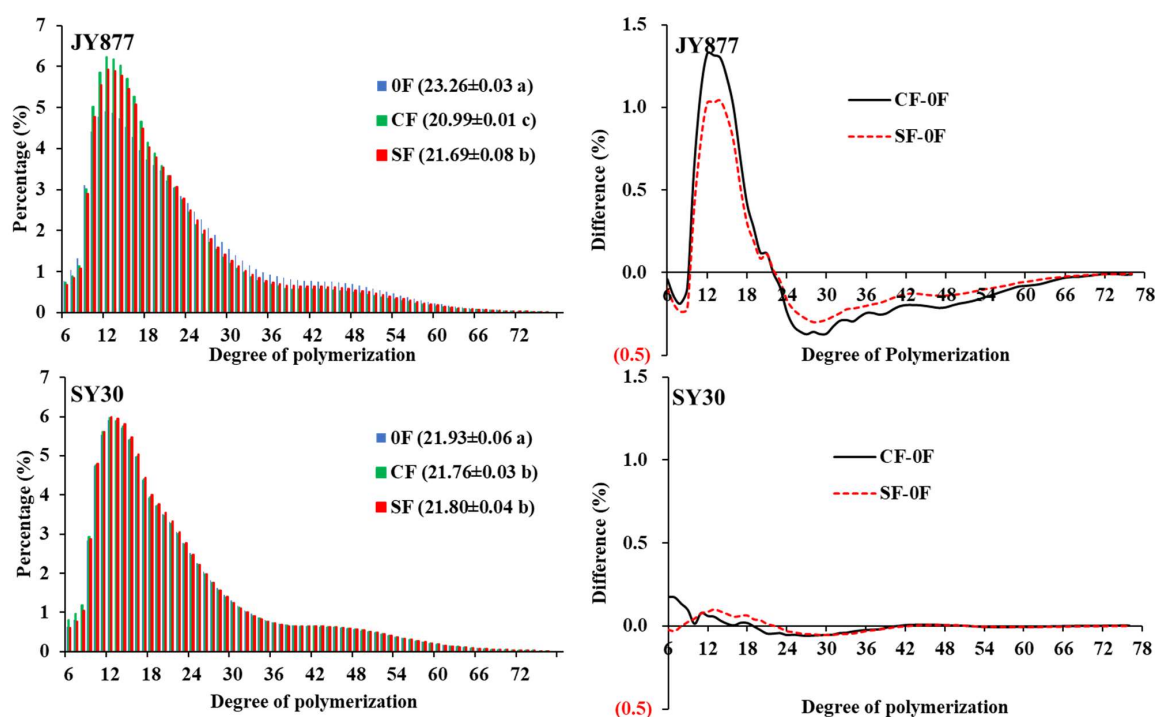 JY877
Percentage (%)
7
6
5
4
3
2
1
0
0F (23.26±0.03 a)
CF (20.99±0.01 c)
SF (21.69±0.08 b)
6 12 18 24 30 36 42 48 54 60 66 72
Degree of polymerization
JY877
Difference (%)
1.5
1.0
0.5
0.0
(0.5)
CF-0F
SF-0F
6 12 18 24 30 36 42 48 54 60 66 72 78
Degree of Polymerization
SY30
Percentage (%)
7
6
5
4
3
2
1
0
0F (21.93±0.06 a)
CF (21.76±0.03 b)
SF (21.80±0.04 b)
6 12 18 24 30 36 42 48 54 60 66 72
Degree of polymerization
SY30
Difference (%)
1.5
1.0
0.5
0.0
(0.5)
CF-0F
SF-0F
6 12 18 24 30 36 42 48 54 60 66 72 78
Degree of polymerization